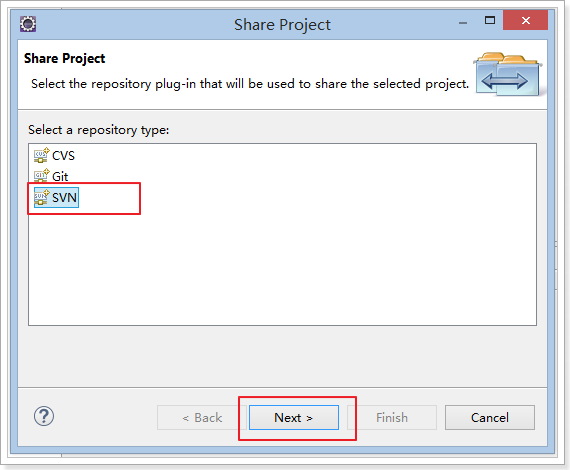 Share Project
Share Project
Select the repository plug-in that will be used to share the selected project.
Select a repository type:
CVS
Git
SVN
< Back Next > Finish Cancel